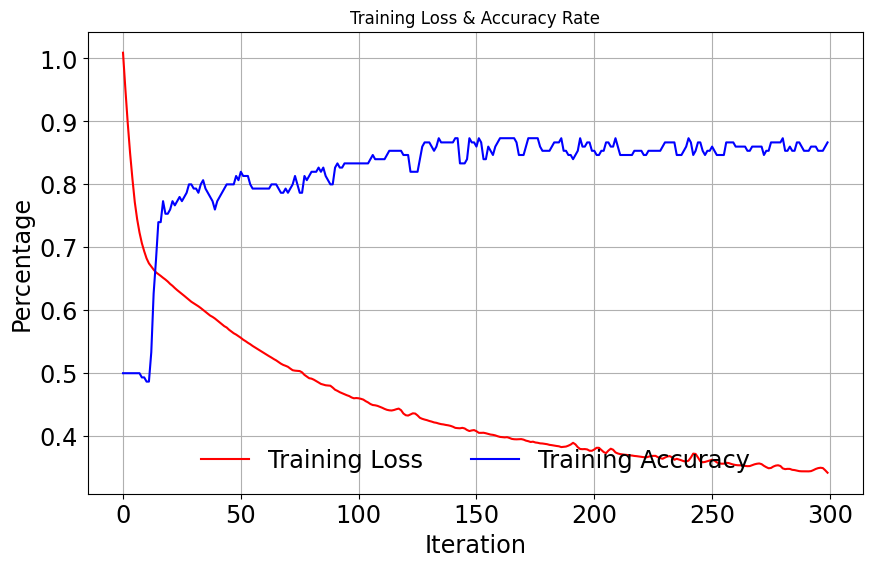 Training Loss & Accuracy Rate
Percentage
1.0
0.9
0.8
0.7
0.6
0.5
0.4
Training Loss
Training Accuracy
0
50
100
150
200
250
300
Iteration